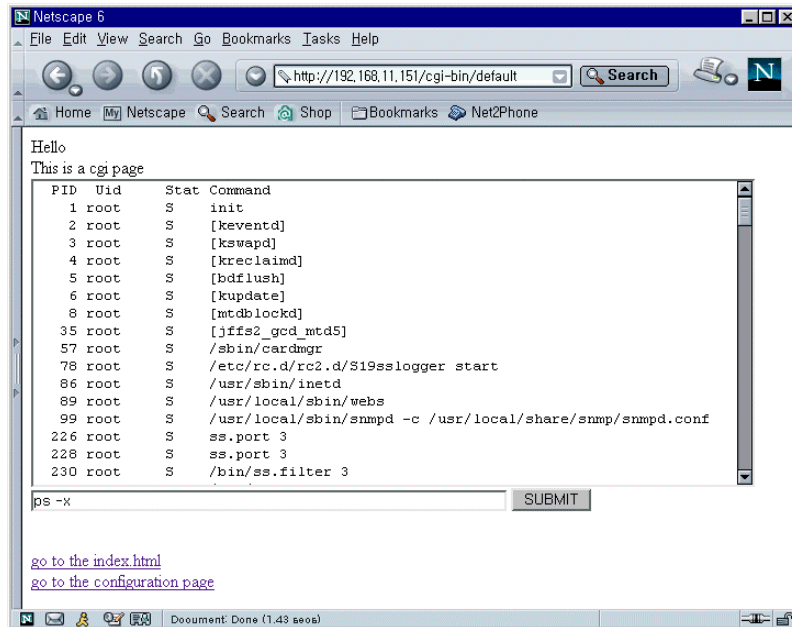 Netscape 6
File Edit View Search Go Bookmarks Tasks Help
http://192,168,11,151/cgi-bin/default Search N
Home My Netscape Search Shop Bookmarks Net2Phone
Hello
This is a cgi page
PID Uid Stat Command
1 root S init
2 root S [keventd]
3 root S [kswapd]
4 root S [kreclaimd]
5 root S [bdflush]
6 root S [kupdate]
8 root S [mtdblockd]
35 root S [jffs2_gcd_mtd5]
57 root S /sbin/cardmgr
78 root S /etc/rc.d/rc2.d/S19sslogger start
86 root S /usr/sbin/inetd
89 root S /usr/local/sbin/webs
99 root S /usr/local/sbin/snmpd -c /usr/local/share/snmp/snmpd.conf
226 root S ss.port 3
228 root S ss.port 3
230 root S /bin/ss.filter 3
ps -x SUBMIT
go to the index.html
go to the configuration page
Document: Done (1.43 secs)